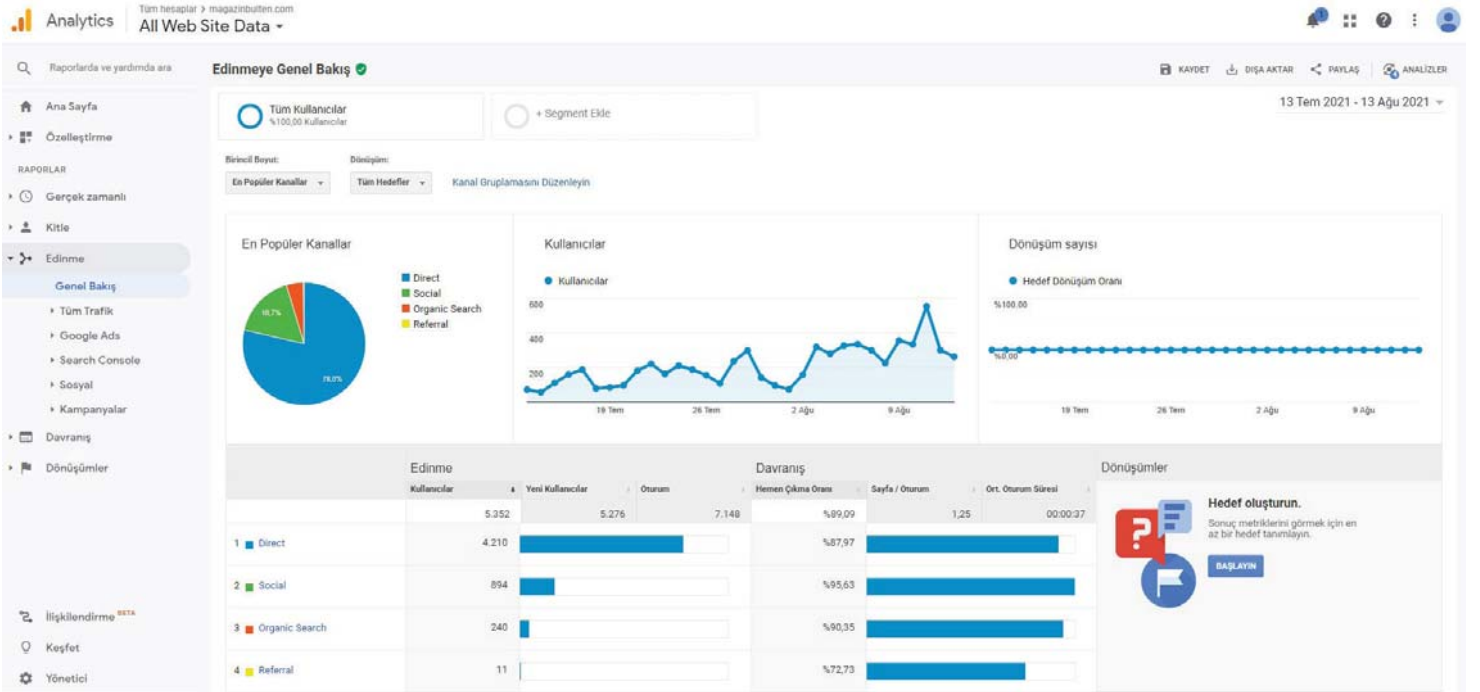 Analytics
Tüm hesaplar > magazinbulten.com
All Web Site Data
1
Raporlarda ve yardımda ara
Ana Sayfa
Özelleştirme
RAPORLAR
Gerçek zamanlı
Kitle
Edinme
Genel Bakış
Tüm Trafik
Google Ads
Search Console
Sosyal
Kampanyalar
Davranış
Dönüşümler
İlişkilendirme BETA
Keşfet
Yönetici
Edinmeye Genel Bakış
KAYDET DIŞA AKTAR PAYLAŞ ANALİZLER
13 Tem 2021 - 13 Ağu 2021
Tüm Kullanıcılar
%100,00 Kullanıcılar
+ Segment Ekle
Birincil Boyut: Dönüşüm:
En Popüler Kanallar Tüm Hedefler Kanal Gruplamasını Düzenleyin
En Popüler Kanallar
Direct
Social
Organic Search
Referral
16,7%
78,6%
Kullanıcılar
Kullanıcılar
600
400
200
19 Tem 26 Tem 2 Ağu 9 Ağu
Dönüşüm sayısı
Hedef Dönüşüm Oranı
%100,00
%0,00
19 Tem 26 Tem 2 Ağu 9 Ağu
Edinme Davranış Dönüşümler
Kullanıcılar Yeni Kullanıcılar Oturum Hemen Çıkma Oranı Sayfa / Oturum Ort. Oturum Süresi
5.352 5.276 7.148 %89,09 1,25 00:00:37
1 Direct 4.210 %87,97
2 Social 894 %95,63
3 Organic Search 240 %90,35
4 Referral 11 %72,73
Hedef oluşturun.
Sonuç metriklerini görmek için en
az bir hedef tanımlayın.
BAŞLAYIN